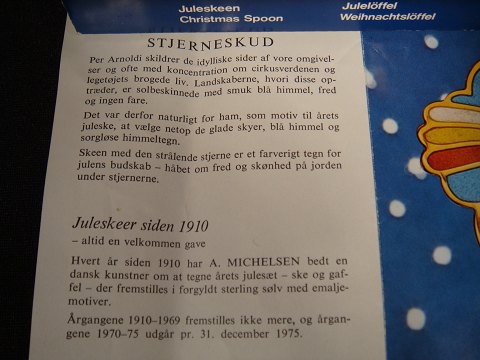 Juleskeen
Christmas Spoon
Julelöffel
Weihnachtslöffel
STJERNESKUD
Per Arnoldi skildrer de idylliske sider af vore omgivel-
ser og ofte med koncentration om cirkusverdenen og
legetøjets brogede liv. Landskaberne, hvori disse op-
træder, er solbeskinnede med smuk blå himmel, fred
og ingen fare.
Det var derfor naturligt for ham, som motiv til årets
juleske, at vælge netop de glade skyer, blå himmel og
sorgløse himmeltegn.
Skeen med den strålende stjerne er et farverigt tegn for
julens budskab – håbet om fred og skønhed på jorden
under stjernerne.
Juleskeer siden 1910
– altid en velkommen gave
Hvert år siden 1910 har A. MICHELSEN bedt en
dansk kunstner om at tegne årets julesæt – ske og gaf-
fel – der fremstilles i forgyldt sterling sølv med emalje-
motiver.
Årgangene 1910–1969 fremstilles ikke mere, og årgan-
gene 1970–75 udgår pr. 31. december 1975.